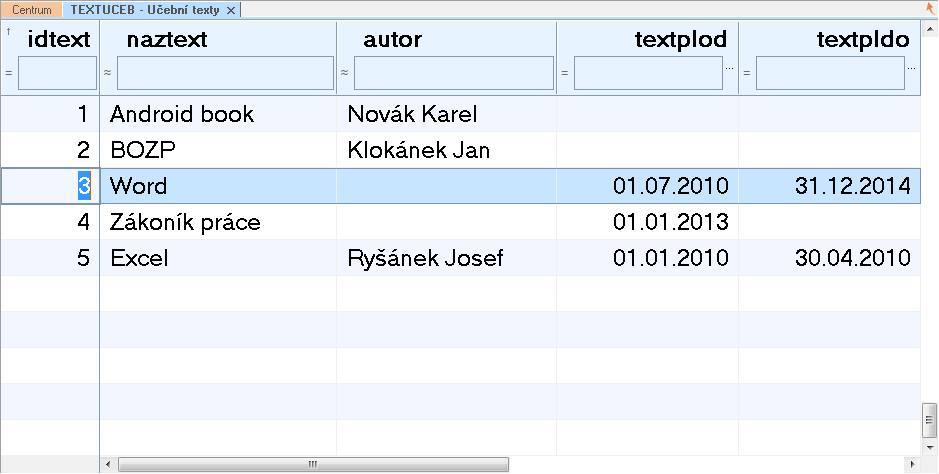 Centrum TEXTUCEB - Učební texty
idtext naztext autor textplod textpldo
= ≈ ≈ = ... = ...
1 Android book Novák Karel
2 BOZP Klokánek Jan
3 Word 01.07.2010 31.12.2014
4 Zákoník práce 01.01.2013
5 Excel Ryšánek Josef 01.01.2010 30.04.2010